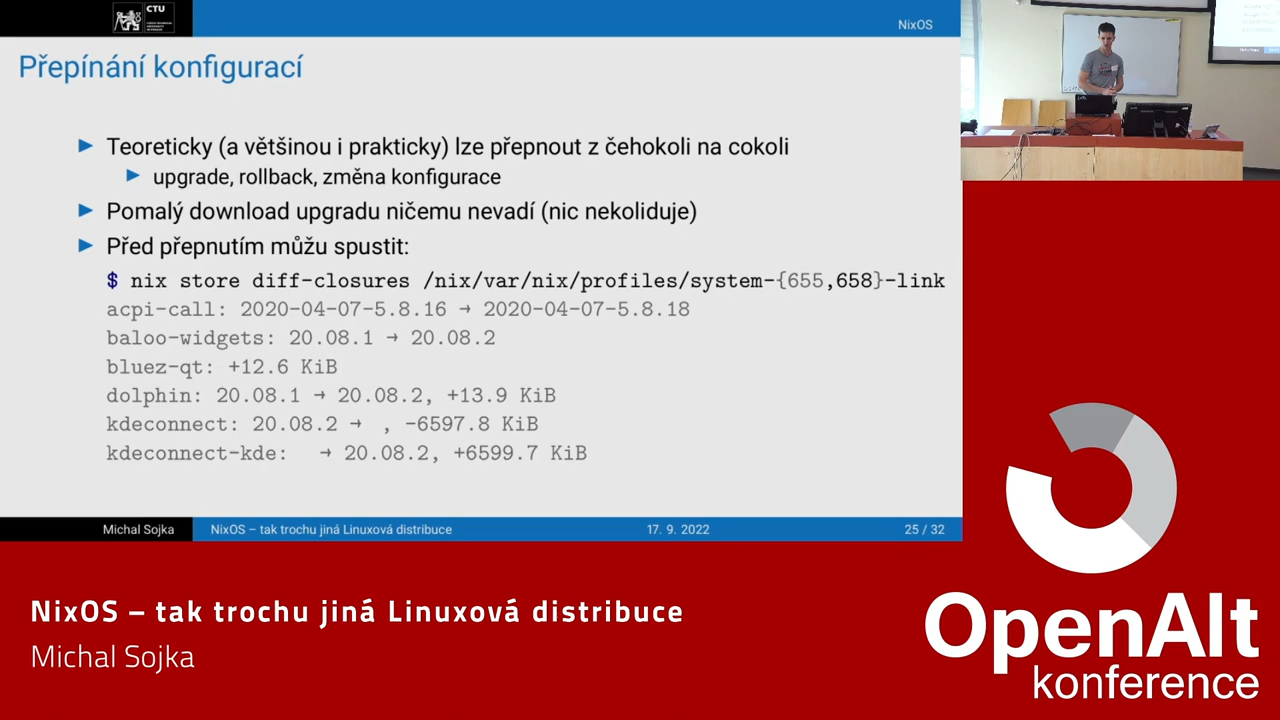 CTU
NixOS
Přepínání konfigurací
Teoreticky (a většinou i prakticky) lze přepnout z čehokoli na cokoli
upgrade, rollback, změna konfigurace
Pomalý download upgradu ničemu nevadí (nic nekoliduje)
Před přepnutím můžu spustit:
$ nix store diff-closures /nix/var/nix/profiles/system-{655,658}-link
acpi-call: 2020-04-07-5.8.16 → 2020-04-07-5.8.18
baloo-widgets: 20.08.1 → 20.08.2
bluez-qt: +12.6 KiB
dolphin: 20.08.1 → 20.08.2, +13.9 KiB
kdeconnect: 20.08.2 → , -6597.8 KiB
kdeconnect-kde: → 20.08.2, +6599.7 KiB
Michal Sojka NixOS – tak trochu jiná Linuxová distribuce 17. 9. 2022 25 / 32
NixOS – tak trochu jiná Linuxová distribuce
Michal Sojka
OpenAlt
konference